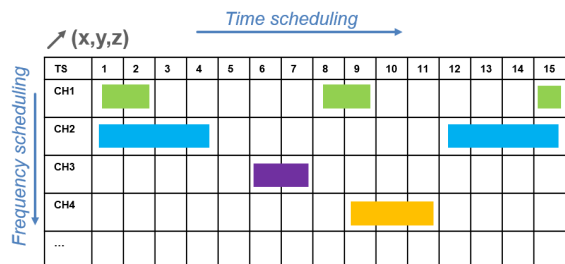 Time scheduling
(x,y,z)
Frequency scheduling
TS 1 2 3 4 5 6 7 8 9 10 11 12 13 14 15
CH1
CH2
CH3
CH4
...